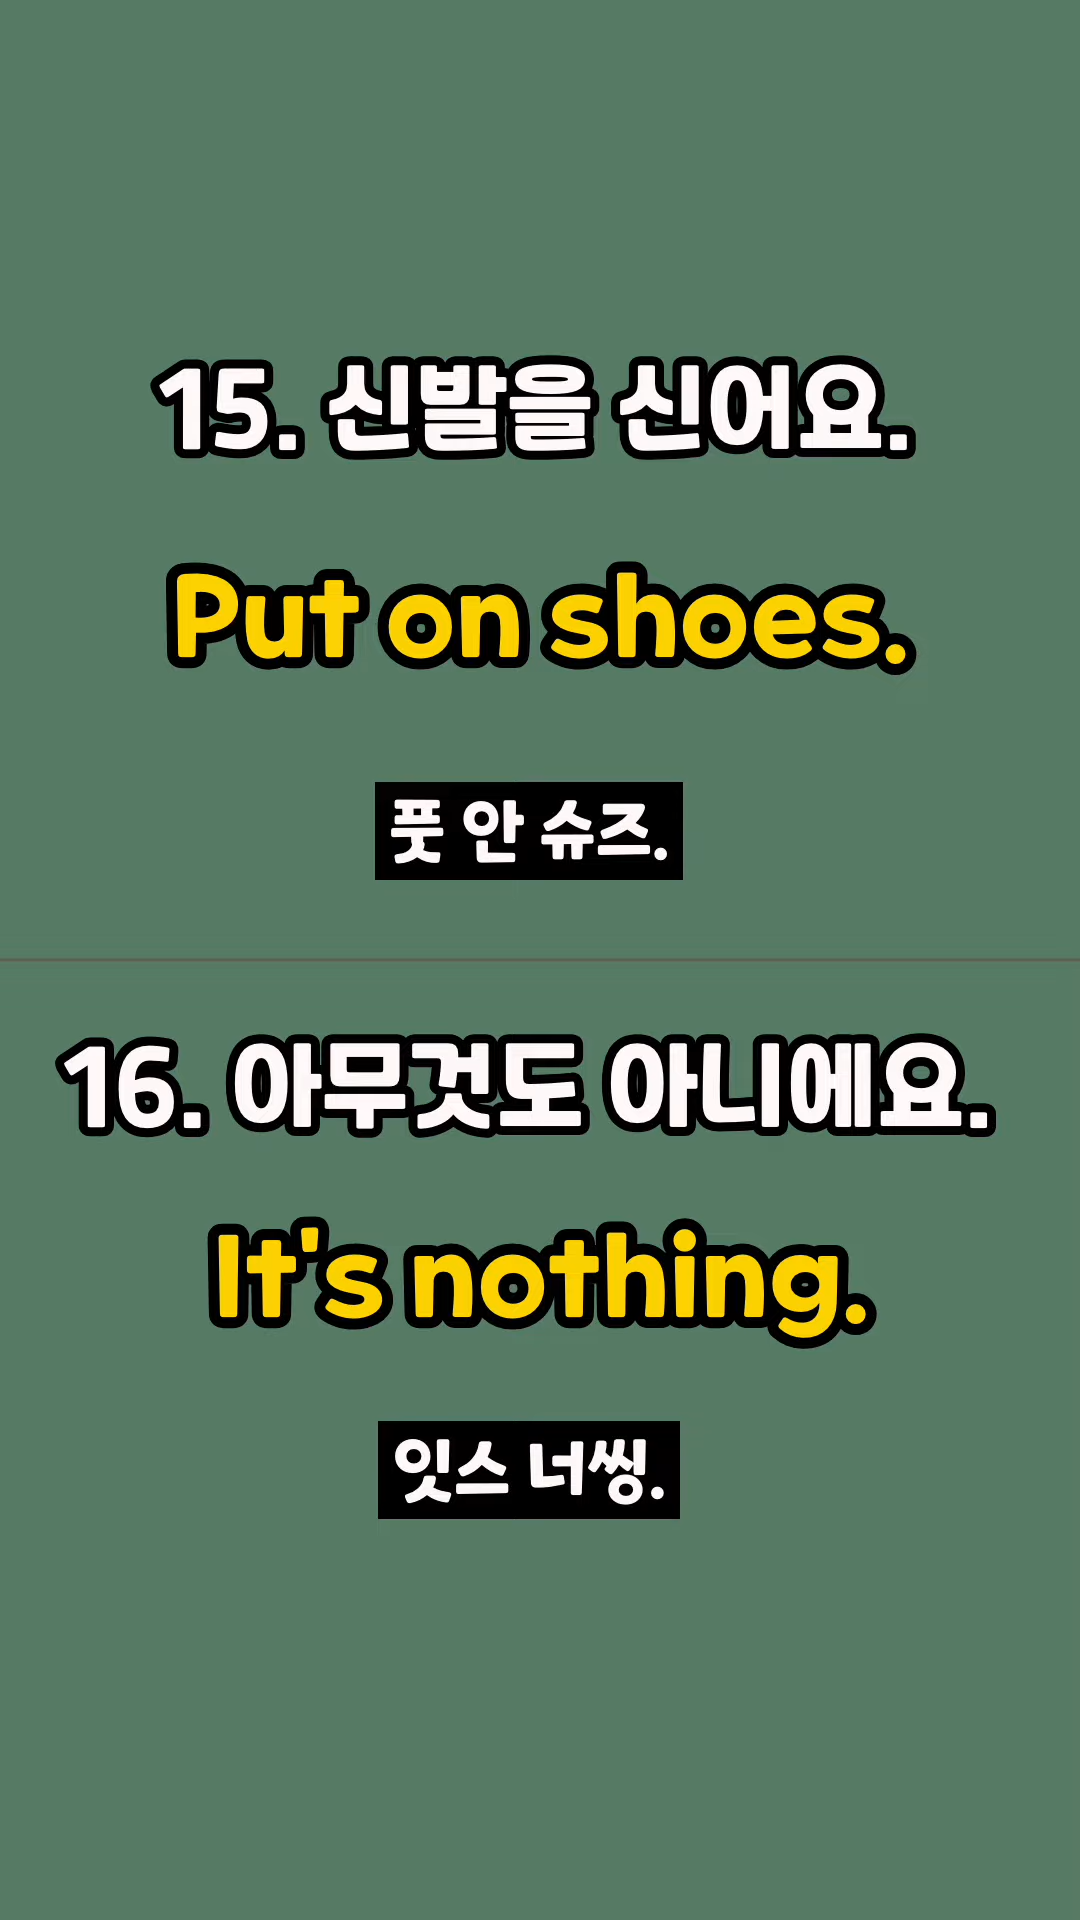 15. 신발을 신어요.
Put on shoes.
풋 안 슈즈.
16. 아무것도 아니에요.
It's nothing.
잇스 너씽.